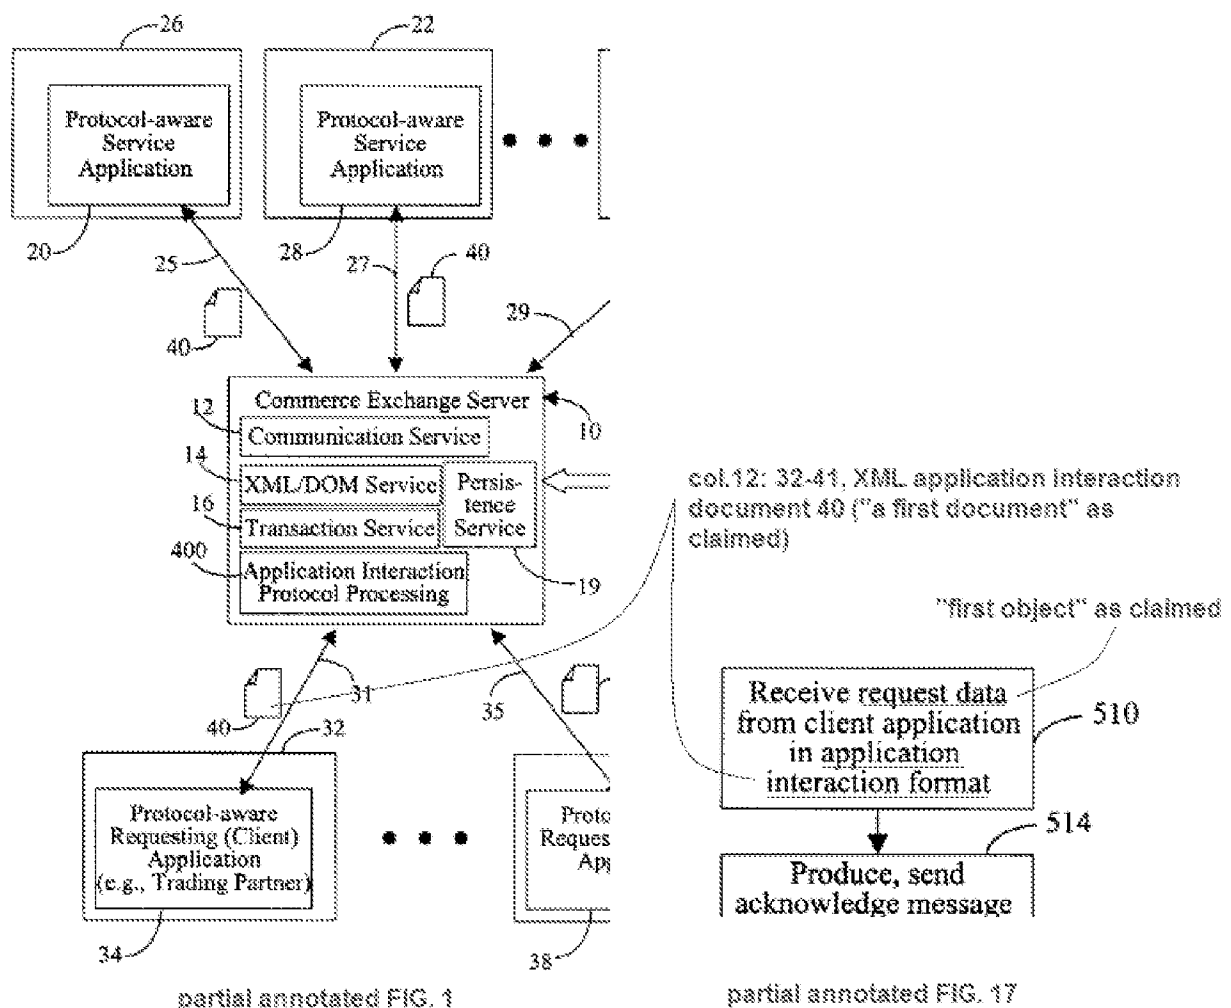 26
22
Protocol-aware
Service
Application
Protocol-aware
Service
Application
20
25
28
27
40
40
29
Commerce Exchange Server
10
12
Communication Service
14
XML/DOM Service
Persis-
tence
Service
16
Transaction Service
400
Application Interaction
Protocol Processing
19
col.12: 32-41, XML application interaction
document 40 ("a first document" as
claimed)
"first object" as claimed
40
31
35
32
Protocol-aware
Requesting (Client)
Application
(e.g., Trading Partner)
34
Proto
Reques
App
38
Receive request data
from client application
in application
interaction format
510
514
Produce, send
acknowledge message
partial annotated FIG. 1
partial annotated FIG. 17